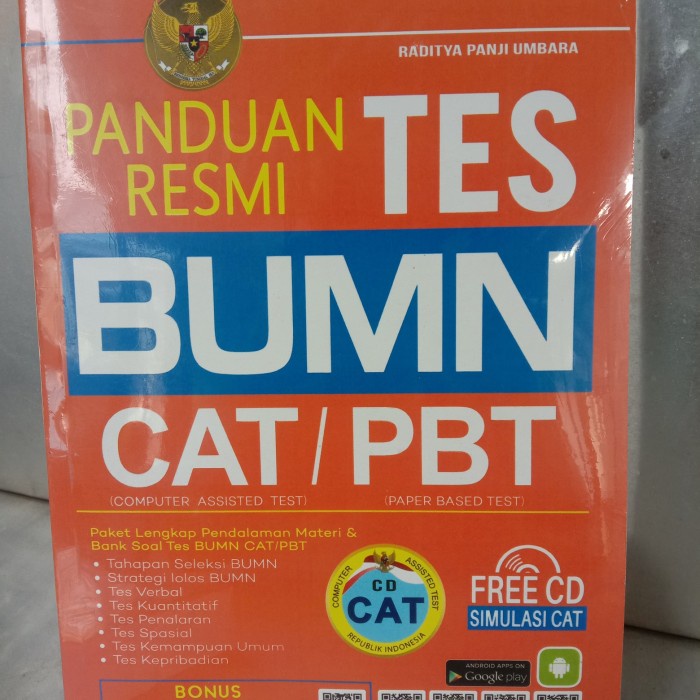 RADITYA PANJI UMBARA
PANDUAN
RESMI
TES
BUMN
CAT / PBT
(COMPUTER ASSISTED TEST)
(PAPER BASED TEST)
Paket Lengkap Pendalaman Materi &
Bank Soal Tes BUMN CAT/PBT
• Tahapan Seleksi BUMN
• Strategi lolos BUMN
• Tes Verbal
• Tes Kuantitatif
• Tes Penalaran
• Tes Spasial
• Tes Kemampuan Umum
• Tes Kepribadian
COMPUTER ASSISTED TEST
CD
CAT
REPUBLIK INDONESIA
FREE CD
SIMULASI CAT
ANDROID APPS ON
Google play
BONUS